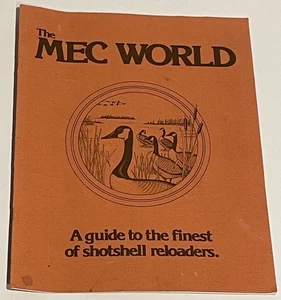 The
MEC WORLD
A guide to the finest
of shotshell reloaders.